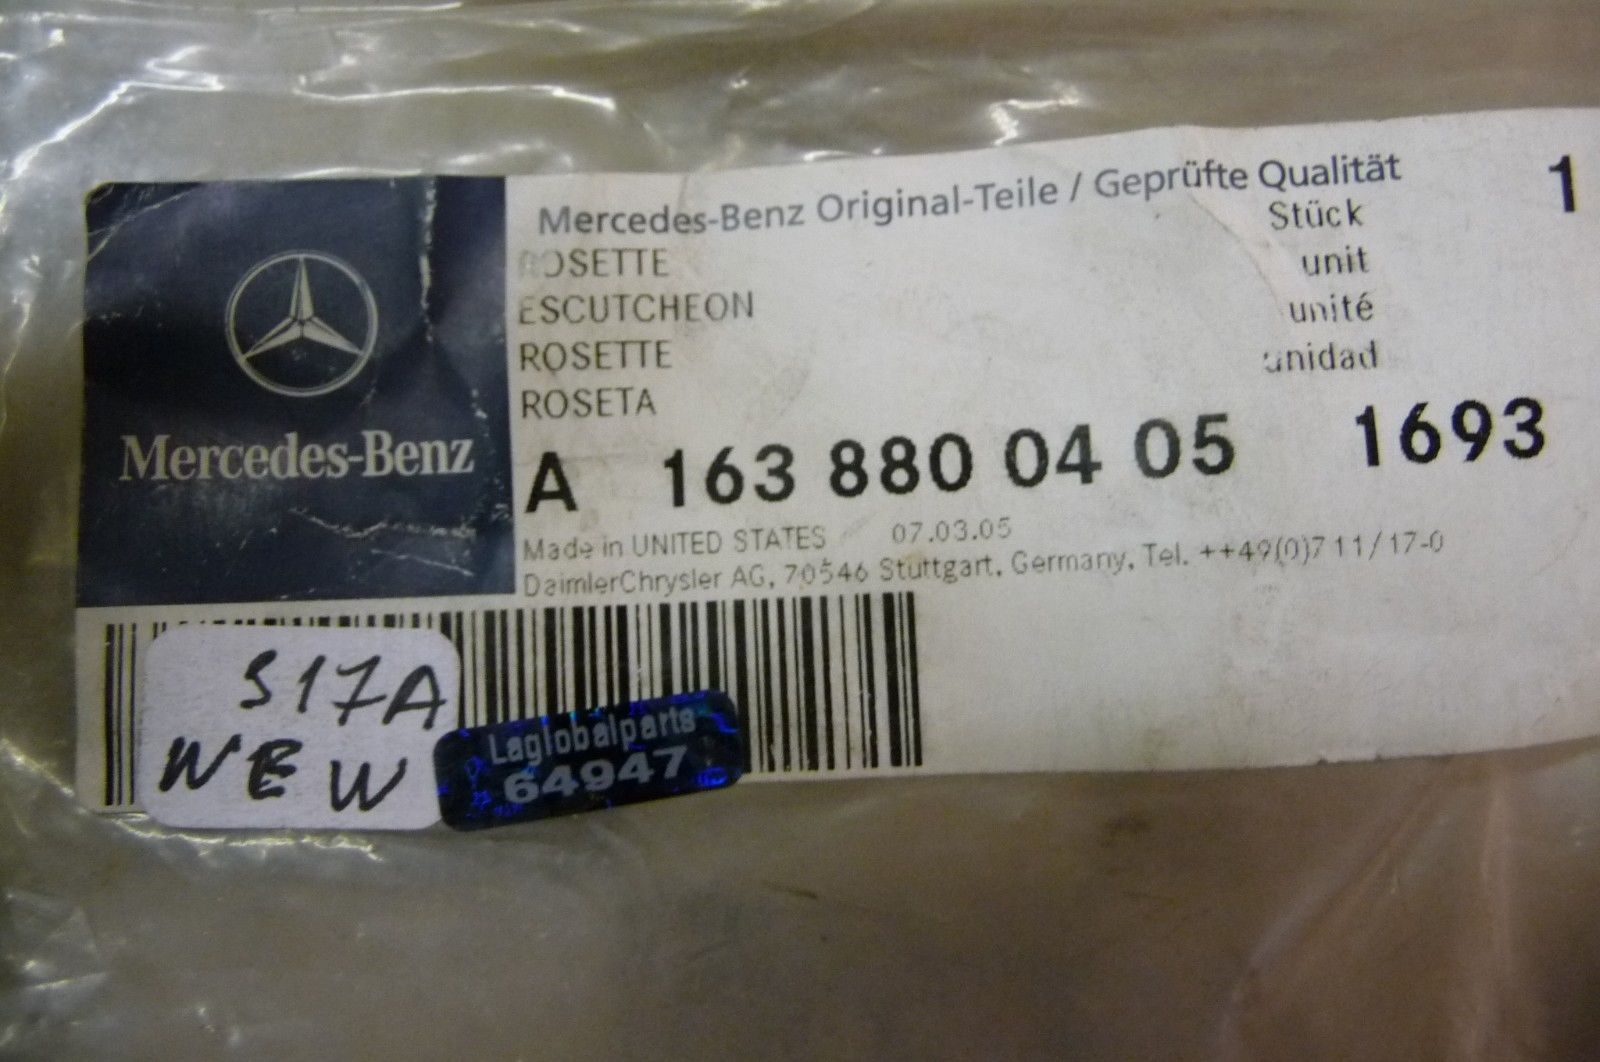 Mercedes-Benz
Mercedes-Benz Original-Teile / Geprüfte Qualität
ROSETTE
ESCUTCHEON
ROSETTE
ROSETA
Stück 1
unit
unité
unidad
A 163 880 04 05 1693
Made in UNITED STATES 07.03.05
DaimlerChrysler AG, 70546 Stuttgart, Germany, Tel. ++49(0)711/17-0
S17A
NEW
Laglobalparts
64947